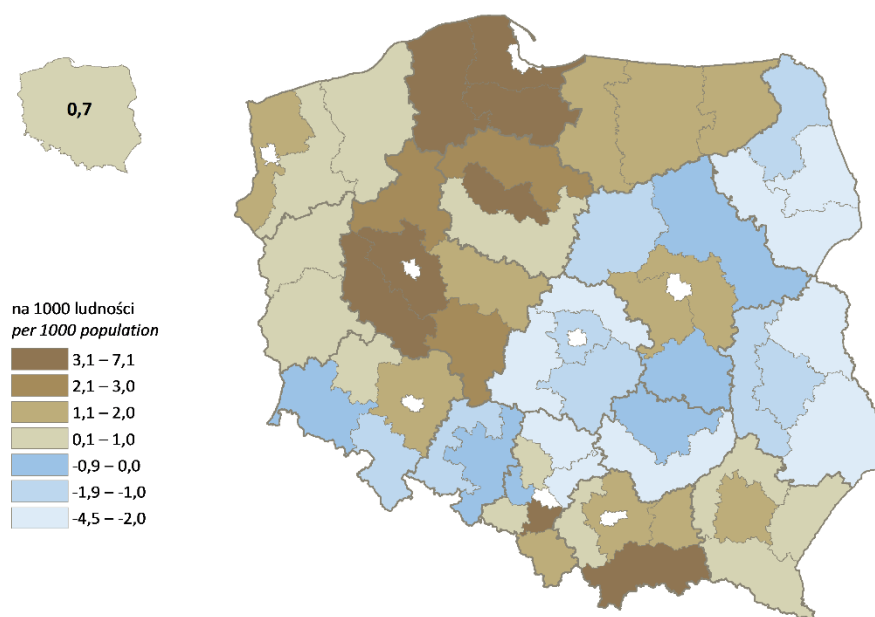 0,7
na 1000 ludności
per 1000 population
3,1 – 7,1
2,1 – 3,0
1,1 – 2,0
0,1 – 1,0
-0,9 – 0,0
-1,9 – -1,0
-4,5 – -2,0